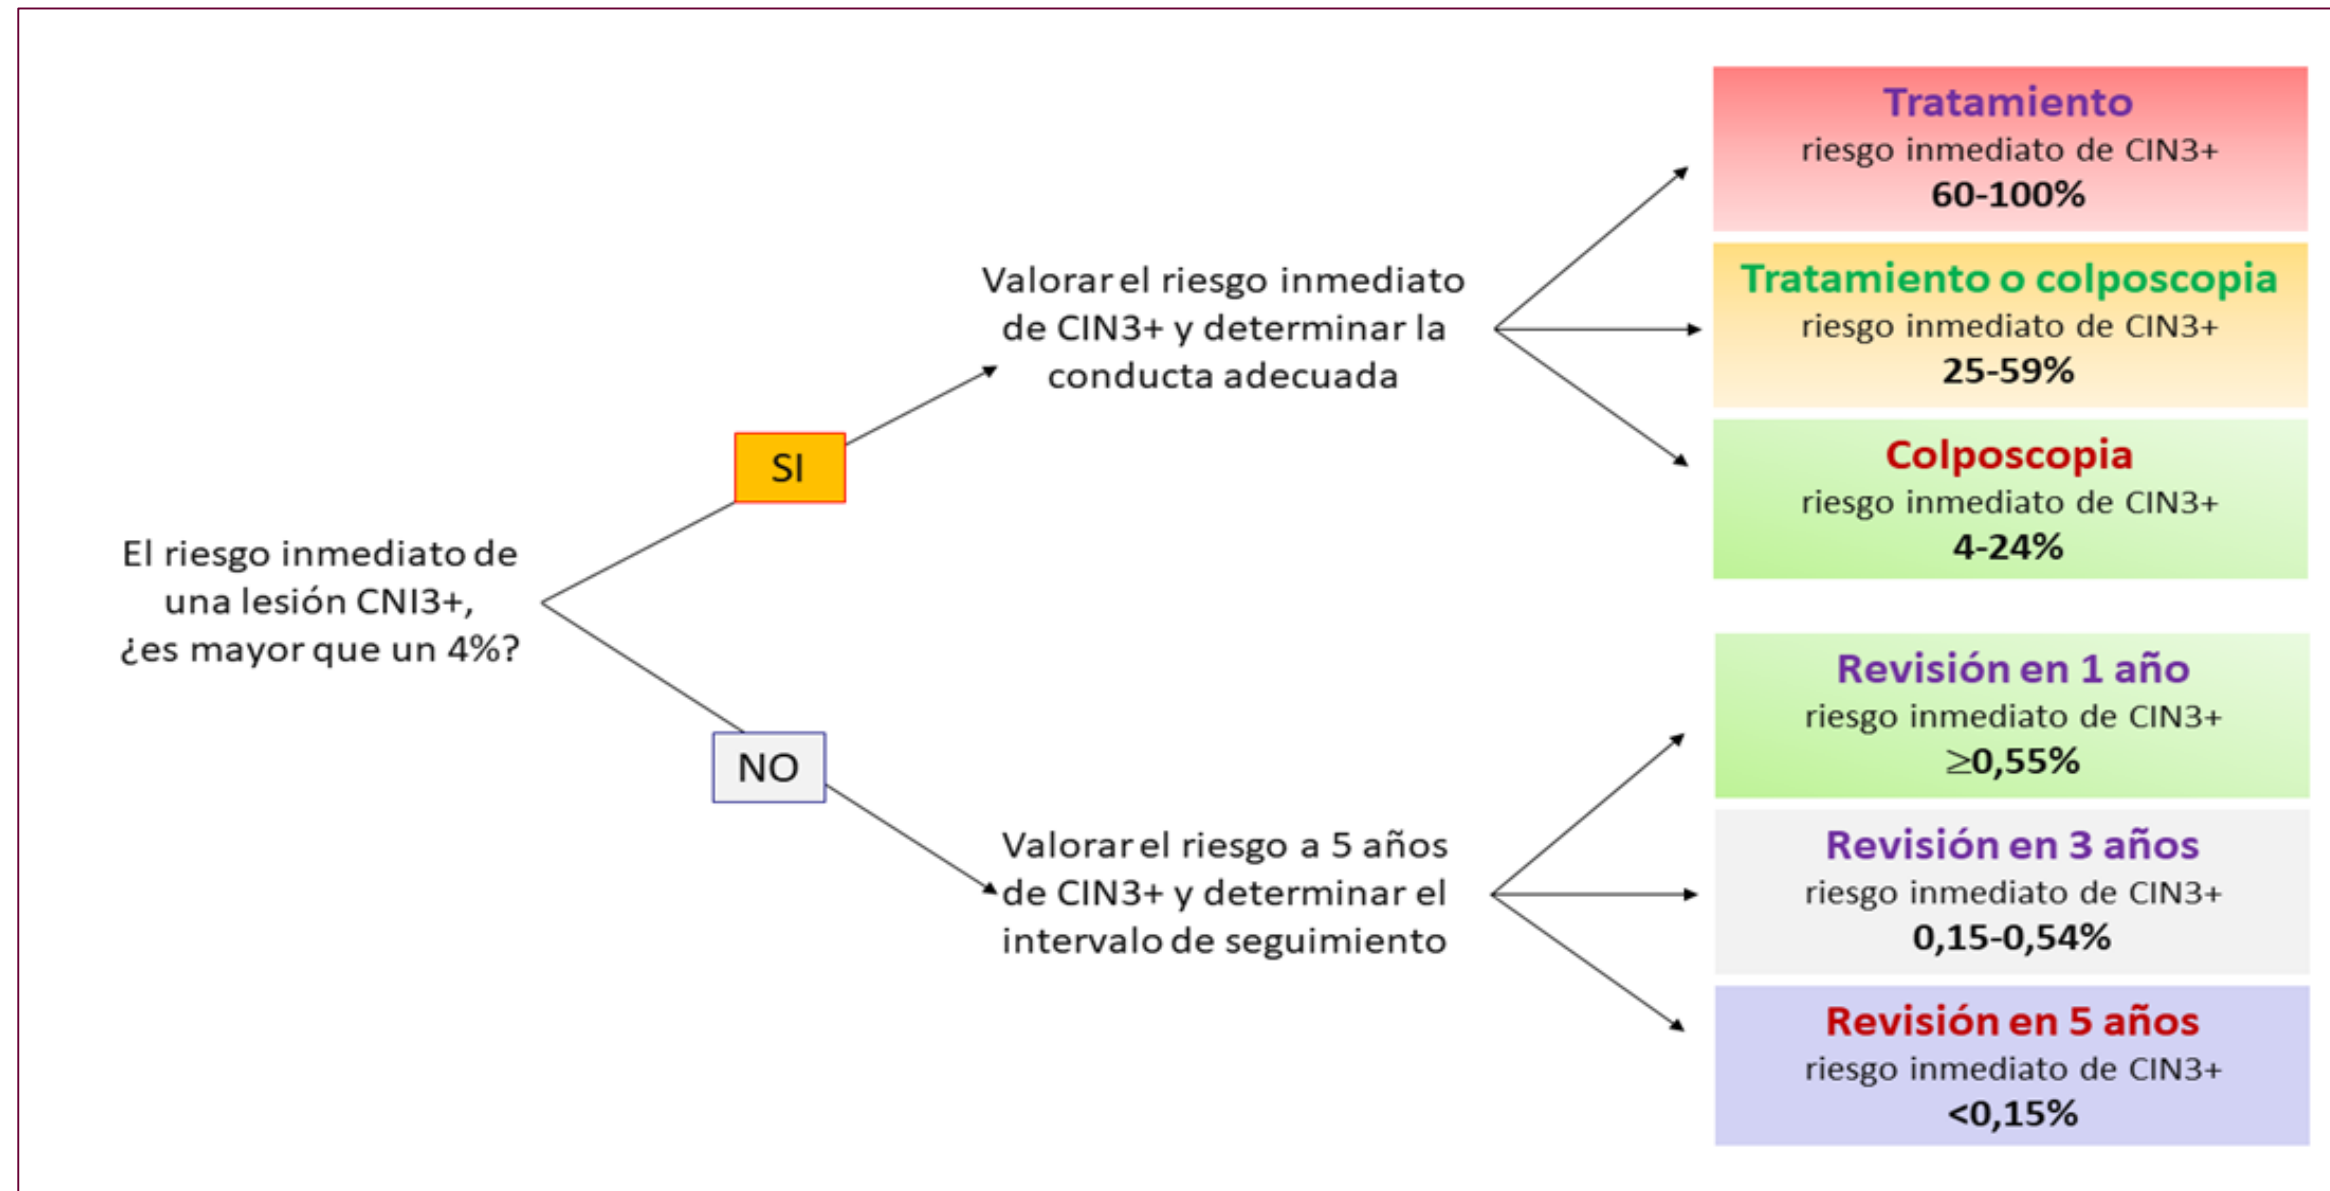 El riesgo inmediato de
una lesión CNI3+,
¿es mayor que un 4%?
SI
Valorar el riesgo inmediato
de CIN3+ y determinar la
conducta adecuada
Tratamiento
riesgo inmediato de CIN3+
60-100%
Tratamiento o colposcopia
riesgo inmediato de CIN3+
25-59%
Colposcopia
riesgo inmediato de CIN3+
4-24%
NO
Valorar el riesgo a 5 años
de CIN3+ y determinar el
intervalo de seguimiento
Revisión en 1 año
riesgo inmediato de CIN3+
≥0,55%
Revisión en 3 años
riesgo inmediato de CIN3+
0,15-0,54%
Revisión en 5 años
riesgo inmediato de CIN3+
<0,15%